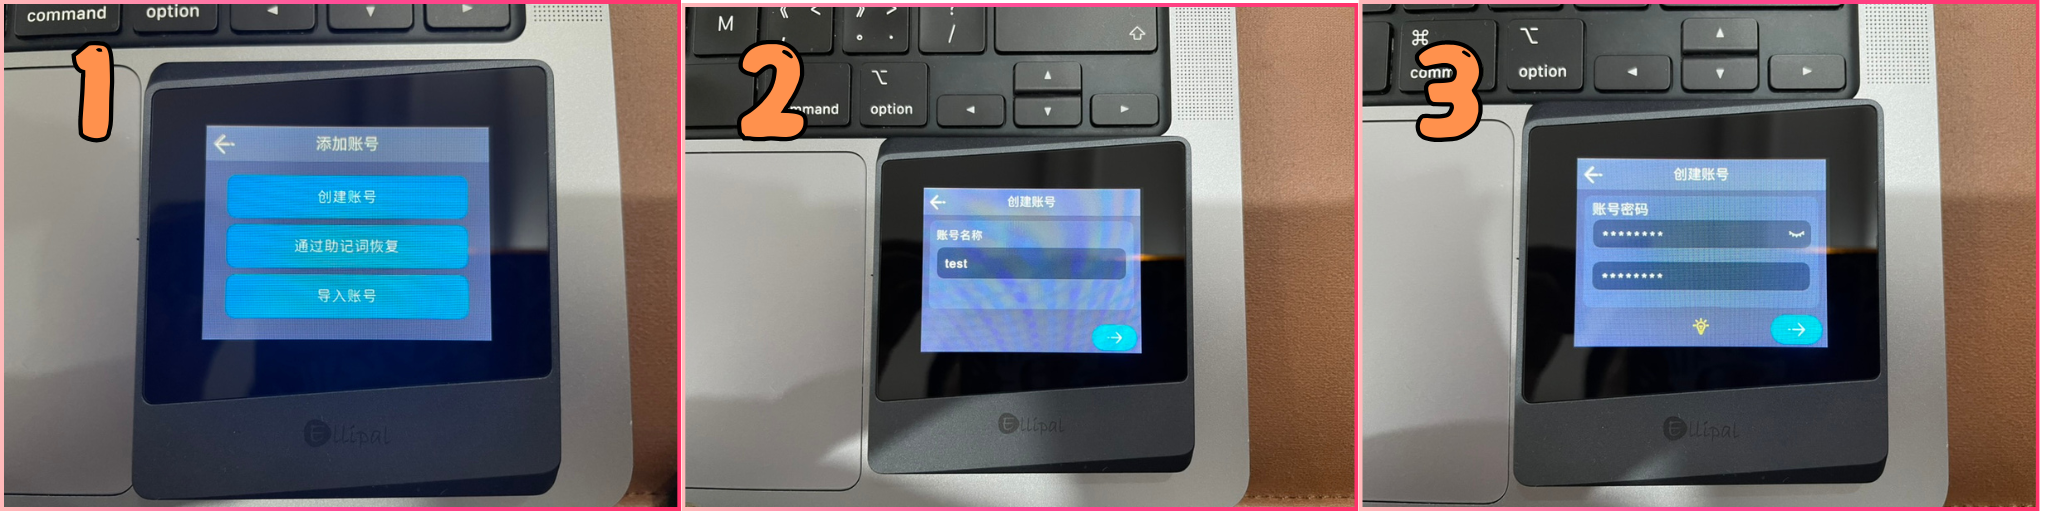 1
command
option
添加账号
创建账号
通过助记词恢复
导入账号
Ellipal
2
M
《 <
》 >
?
,
。 .
/
mmand
option
创建账号
账号名称
test
Ellipal
3
comm
option
创建账号
账号密码
********
********
Ellipal